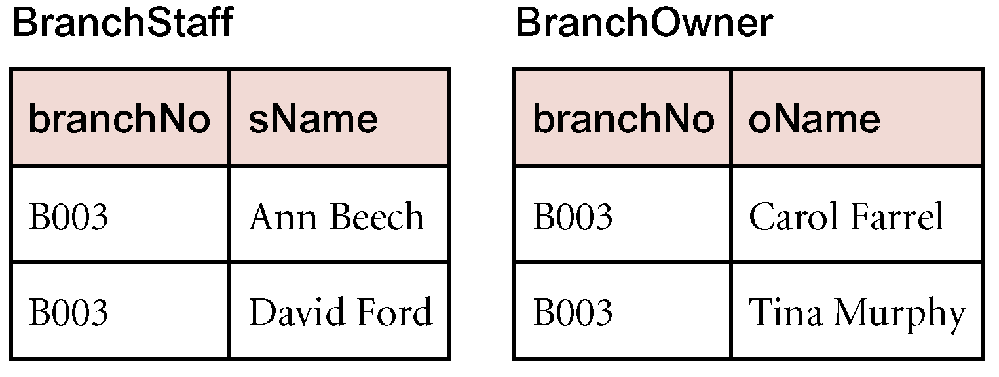 BranchStaff
branchNo sName
B003 Ann Beech
B003 David Ford
BranchOwner
branchNo oName
B003 Carol Farrel
B003 Tina Murphy